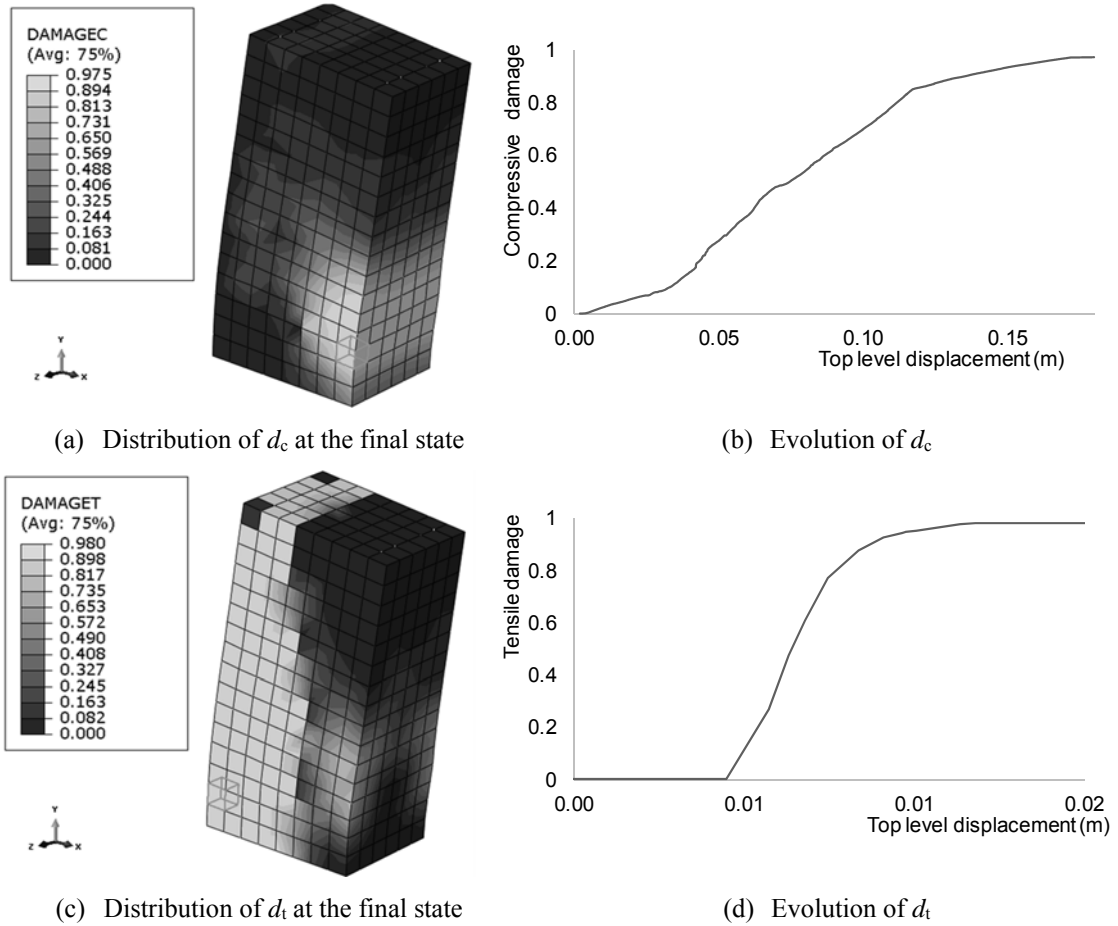 DAMAGEC
(Avg: 75%)
0.975
0.894
0.813
0.731
0.650
0.569
0.488
0.406
0.325
0.244
0.163
0.081
0.000
Y
Z
X
Compressive damage
1
0.8
0.6
0.4
0.2
0
0.00
0.05
0.10
0.15
Top level displacement (m)
(a) Distribution of dc at the final state
(b) Evolution of dc
DAMAGET
(Avg: 75%)
0.980
0.898
0.817
0.735
0.653
0.572
0.490
0.408
0.327
0.245
0.163
0.082
0.000
Y
Z
X
Tensile damage
1
0.8
0.6
0.4
0.2
0
0.00
0.01
0.01
0.02
Top level displacement (m)
(c) Distribution of dt at the final state
(d) Evolution of dt